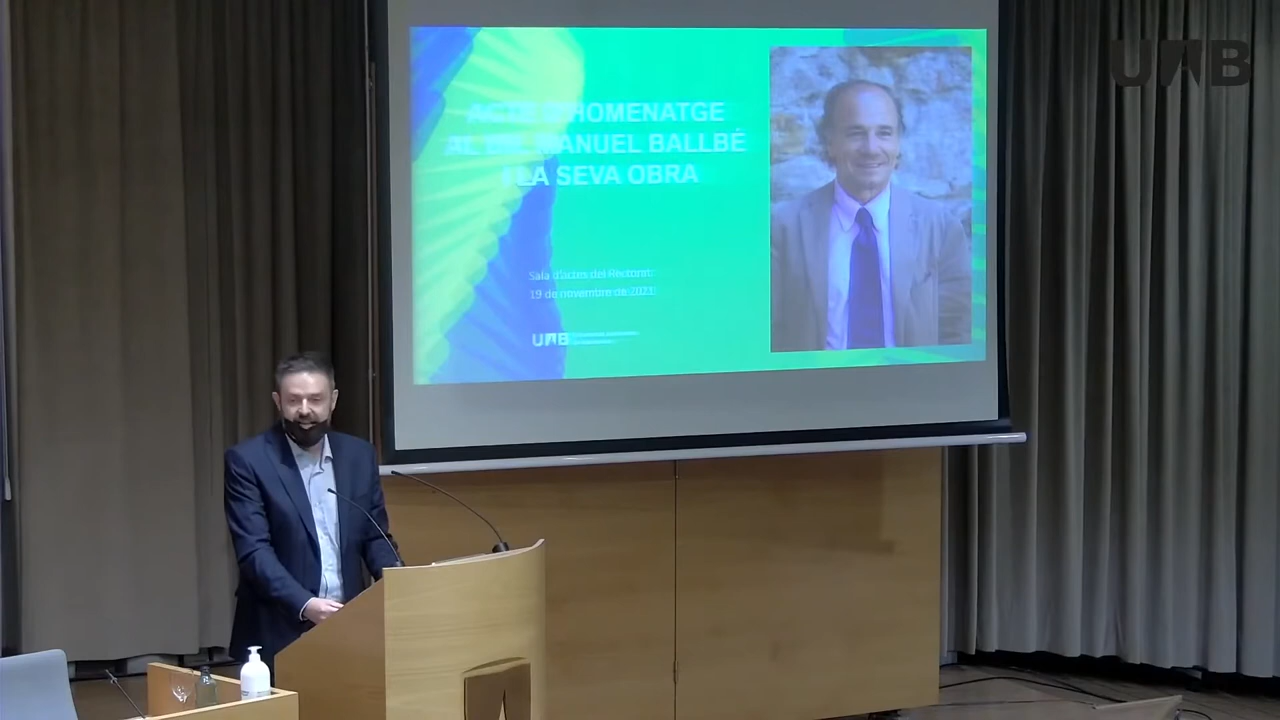 UAB
ACTE D'HOMENATGE
AL DR. MANUEL BALLBÉ
I LA SEVA OBRA
Sala d'actes del Rectorat.
19 de novembre de 2021.
UAB